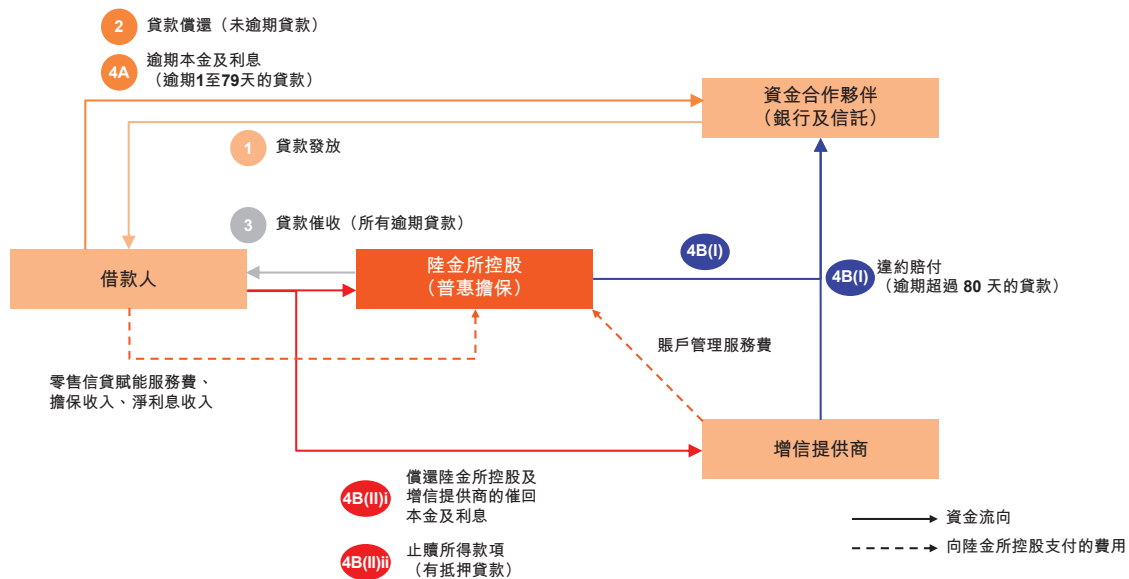 2
貸款償還（未逾期貸款）
4A
逾期本金及利息
（逾期1至79天的貸款）
資金合作夥伴
（銀行及信託）
1
貸款發放
3
貸款催收（所有逾期貸款）
借款人
陸金所控股
（普惠擔保）
4B(I)
4B(I)
違約賠付
（逾期超過 80 天的貸款）
賬戶管理服務費
零售信貸賦能服務費、
擔保收入、淨利息收入
增信提供商
4B(II)i
償還陸金所控股及
增信提供商的催回
本金及利息
4B(II)ii
止贖所得款項
（有抵押貸款）
資金流向
向陸金所控股支付的費用